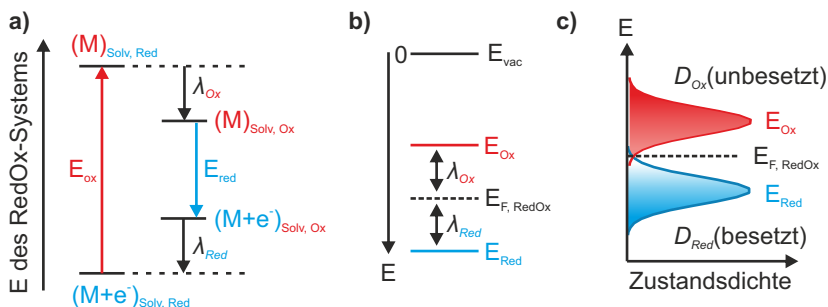 a)
E des RedOx-Systems
(M)Solv, Red
λOx
(M)Solv, Ox
Eox
Ered
(M+e-)Solv, Ox
λRed
(M+e-)Solv, Red
b)
0
Evac
EOx
λOx
EF, RedOx
λRed
ERed
E
c)
E
DOx(unbesetzt)
EOx
EF, RedOx
ERed
DRed(besetzt)
Zustandsdichte